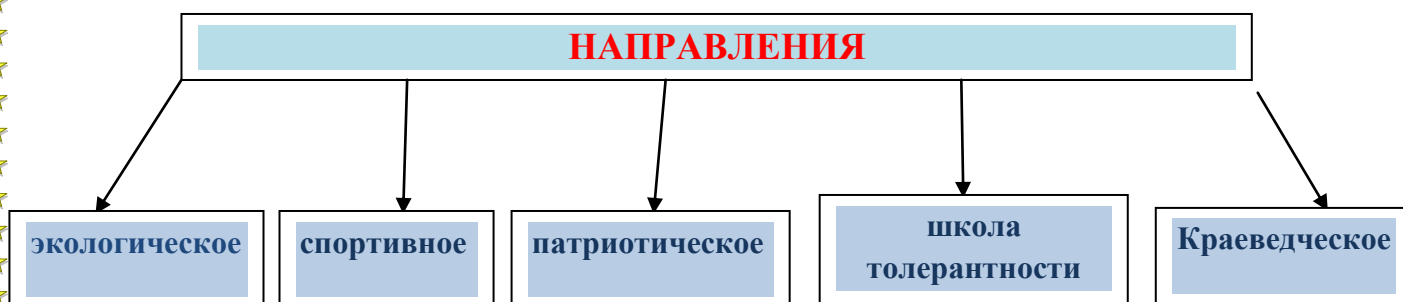 НАПРАВЛЕНИЯ
экологическое
спортивное
патриотическое
школа
толерантности
Краеведческое